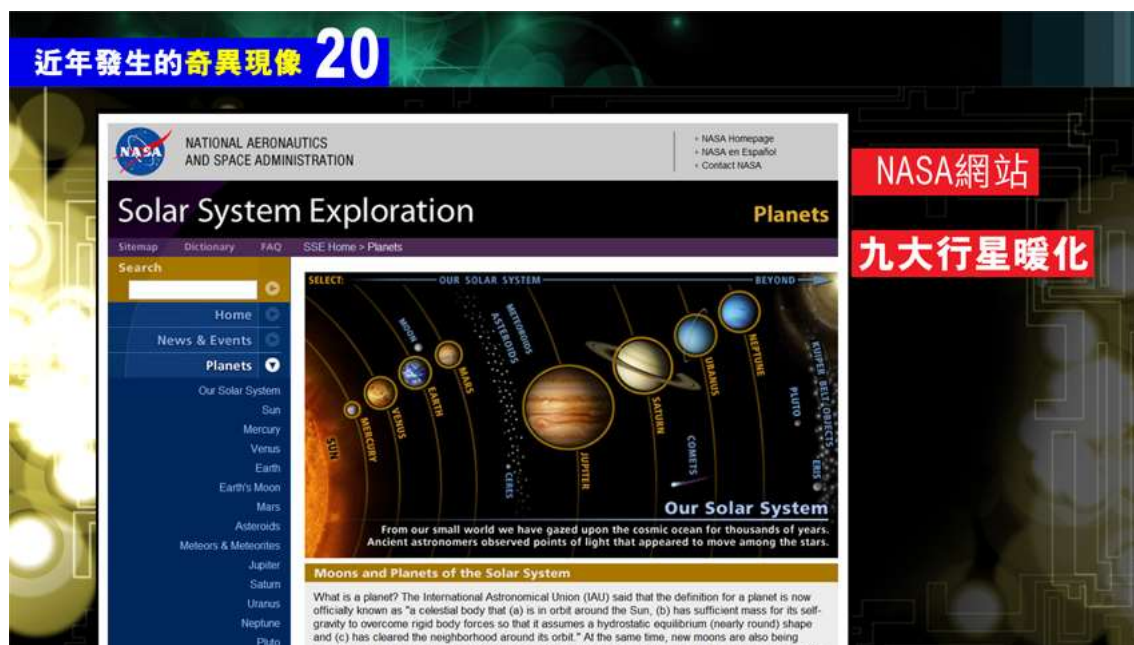 近年發生的奇異現像 20
NASA
NATIONAL AERONAUTICS
AND SPACE ADMINISTRATION
NASA Homepage
NASA en Español
Contact NASA
NASA網站
九大行星暖化
Solar System Exploration
Planets
Sitemap Dictionary FAQ SSE Home > Planets
Search
Home
News & Events
Planets
Our Solar System
Sun
Mercury
Venus
Earth
Earth's Moon
Mars
Asteroids
Meteors & Meteorites
Jupiter
Saturn
Uranus
Neptune
Pluto
SELECT: OUR SOLAR SYSTEM BEYOND
SUN
MERCURY
VENUS
MOON
EARTH
MARS
METEOROIDS
ASTEROIDS
CERES
JUPITER
SATURN
COMETS
URANUS
NEPTUNE
PLUTO
KUIPER BELT OBJECTS
ERIS
Our Solar System
From our small world we have gazed upon the cosmic ocean for thousands of years.
Ancient astronomers observed points of light that appeared to move among the stars.
Moons and Planets of the Solar System
What is a planet? The International Astronomical Union (IAU) said that the definition for a planet is now
officially known as "a celestial body that (a) is in orbit around the Sun, (b) has sufficient mass for its self-
gravity to overcome rigid body forces so that it assumes a hydrostatic equilibrium (nearly round) shape
and (c) has cleared the neighborhood around its orbit." At the same time, new moons are also being